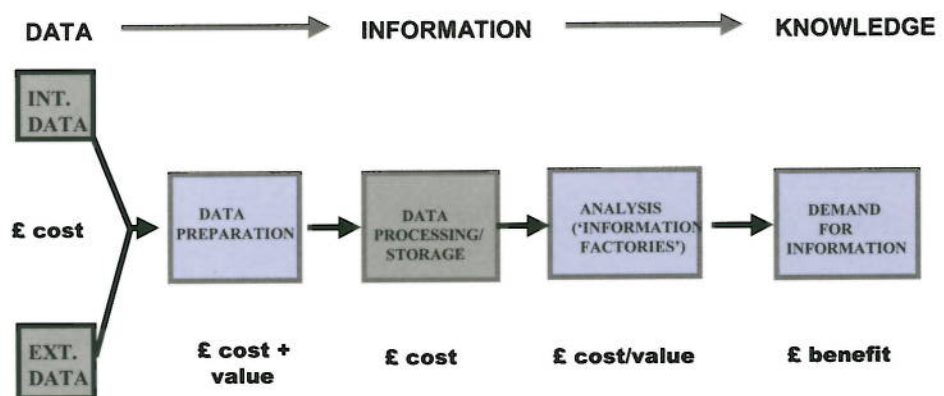 DATA INFORMATION KNOWLEDGE
INT.
DATA
£ cost
EXT.
DATA
DATA
PREPARATION
£ cost +
value
DATA
PROCESSING/
STORAGE
£ cost
ANALYSIS
('INFORMATION
FACTORIES')
£ cost/value
DEMAND
FOR
INFORMATION
£ benefit